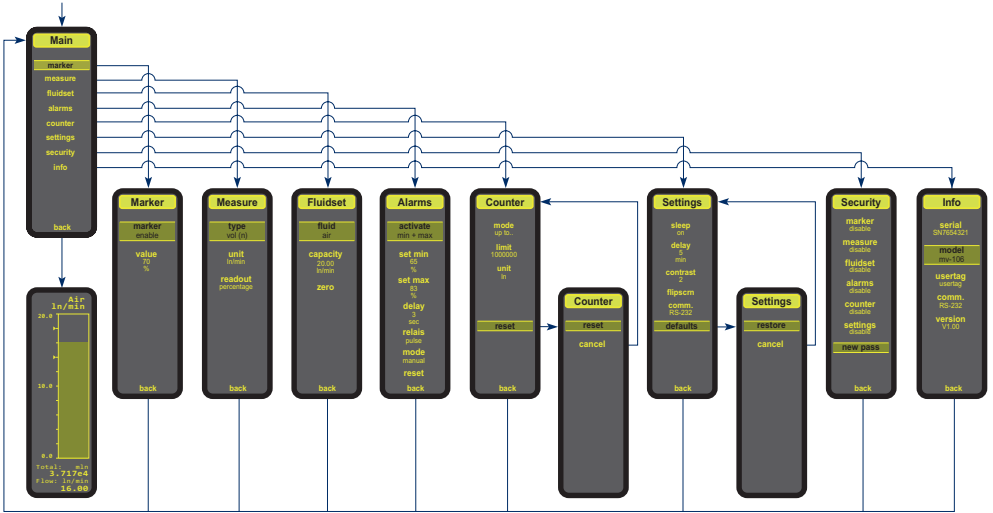 Main
marker
measure
fluidset
alarms
counter
settings
security
info
back
Air
ln/min
20.0
10.0
0.0
Total: mln
3.717e4
Flow: ln/min
16.00
Marker
marker
enable
value
70
%
back
Measure
type
vol (n)
unit
ln/min
readout
percentage
back
Fluidset
fluid
air
capacity
20.00
ln/min
zero
back
Alarms
activate
min + max
set min
65
%
set max
83
%
delay
3
sec
relais
pulse
mode
manual
reset
back
Counter
mode
up to..
limit
1000000
unit
ln
reset
back
Counter
reset
cancel
Settings
sleep
on
delay
5
min
contrast
2
flipscrn
comm.
RS-232
defaults
back
Settings
restore
cancel
Security
marker
disable
measure
disable
fluidset
disable
alarms
disable
counter
disable
settings
disable
new pass
back
Info
serial
SN7654321
model
mv-106
usertag
usertag
comm.
RS-232
version
V1.00
back